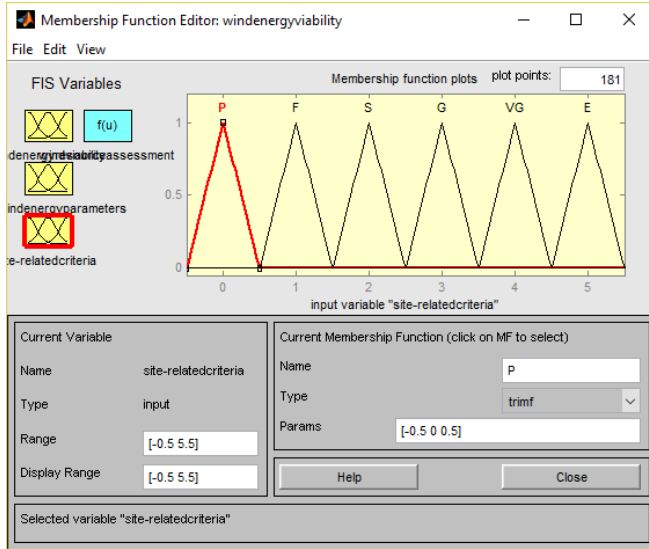 Membership Function Editor: windenergyviability
File Edit View
FIS Variables
Membership function plots plot points: 181
f(u)
indenergyparameters
site-relatedcriteria
P F S G VG E
1
0.5
0
0 1 2 3 4 5
input variable "site-relatedcriteria"
Current Variable
Name site-relatedcriteria
Type input
Range [-0.5 5.5]
Display Range [-0.5 5.5]
Current Membership Function (click on MF to select)
Name P
Type trimf
Params [-0.5 0 0.5]
Help Close
Selected variable "site-relatedcriteria"